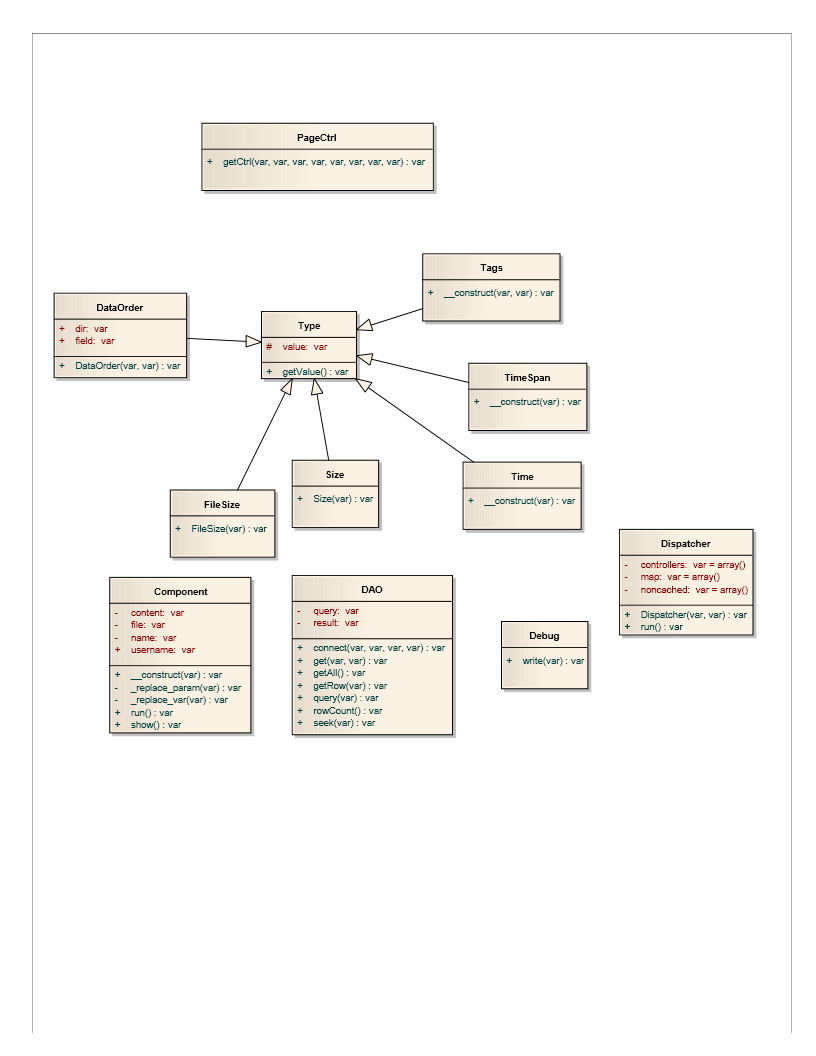 PageCtrl
+ getCtrl(var, var, var, var, var, var, var, var) : var
Tags
+ __construct(var, var) : var
DataOrder
+ dir: var
+ field: var
+ DataOrder(var, var) : var
Type
# value: var
+ getValue() : var
TimeSpan
+ __construct(var) : var
Size
+ Size(var) : var
Time
+ __construct(var) : var
FileSize
+ FileSize(var) : var
Dispatcher
- controllers: var = array()
- map: var = array()
- noncached: var = array()
+ Dispatcher(var, var) : var
+ run() : var
Component
- content: var
- file: var
- name: var
+ username: var
+ __construct(var) : var
- _replace_param(var) : var
- _replace_var(var) : var
+ run() : var
+ show() : var
DAO
- query: var
- result: var
+ connect(var, var, var, var) : var
+ get(var, var) : var
+ getAll() : var
+ getRow(var) : var
+ query(var) : var
+ rowCount() : var
+ seek(var) : var
Debug
+ write(var) : var